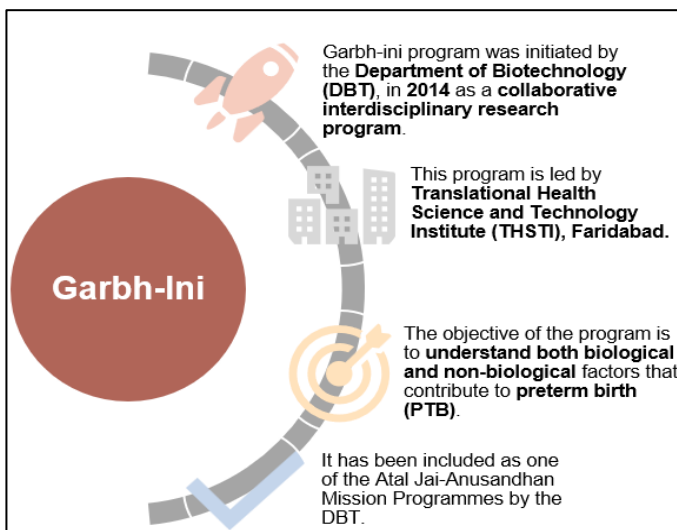 Garbh-ini program was initiated by
the Department of Biotechnology
(DBT), in 2014 as a collaborative
interdisciplinary research
program.
This program is led by
Translational Health
Science and Technology
Institute (THSTI), Faridabad.
Garbh-Ini
The objective of the program is
to understand both biological
and non-biological factors that
contribute to preterm birth
(PTB).
It has been included as one
of the Atal Jai-Anusandhan
Mission Programmes by the
DBT.